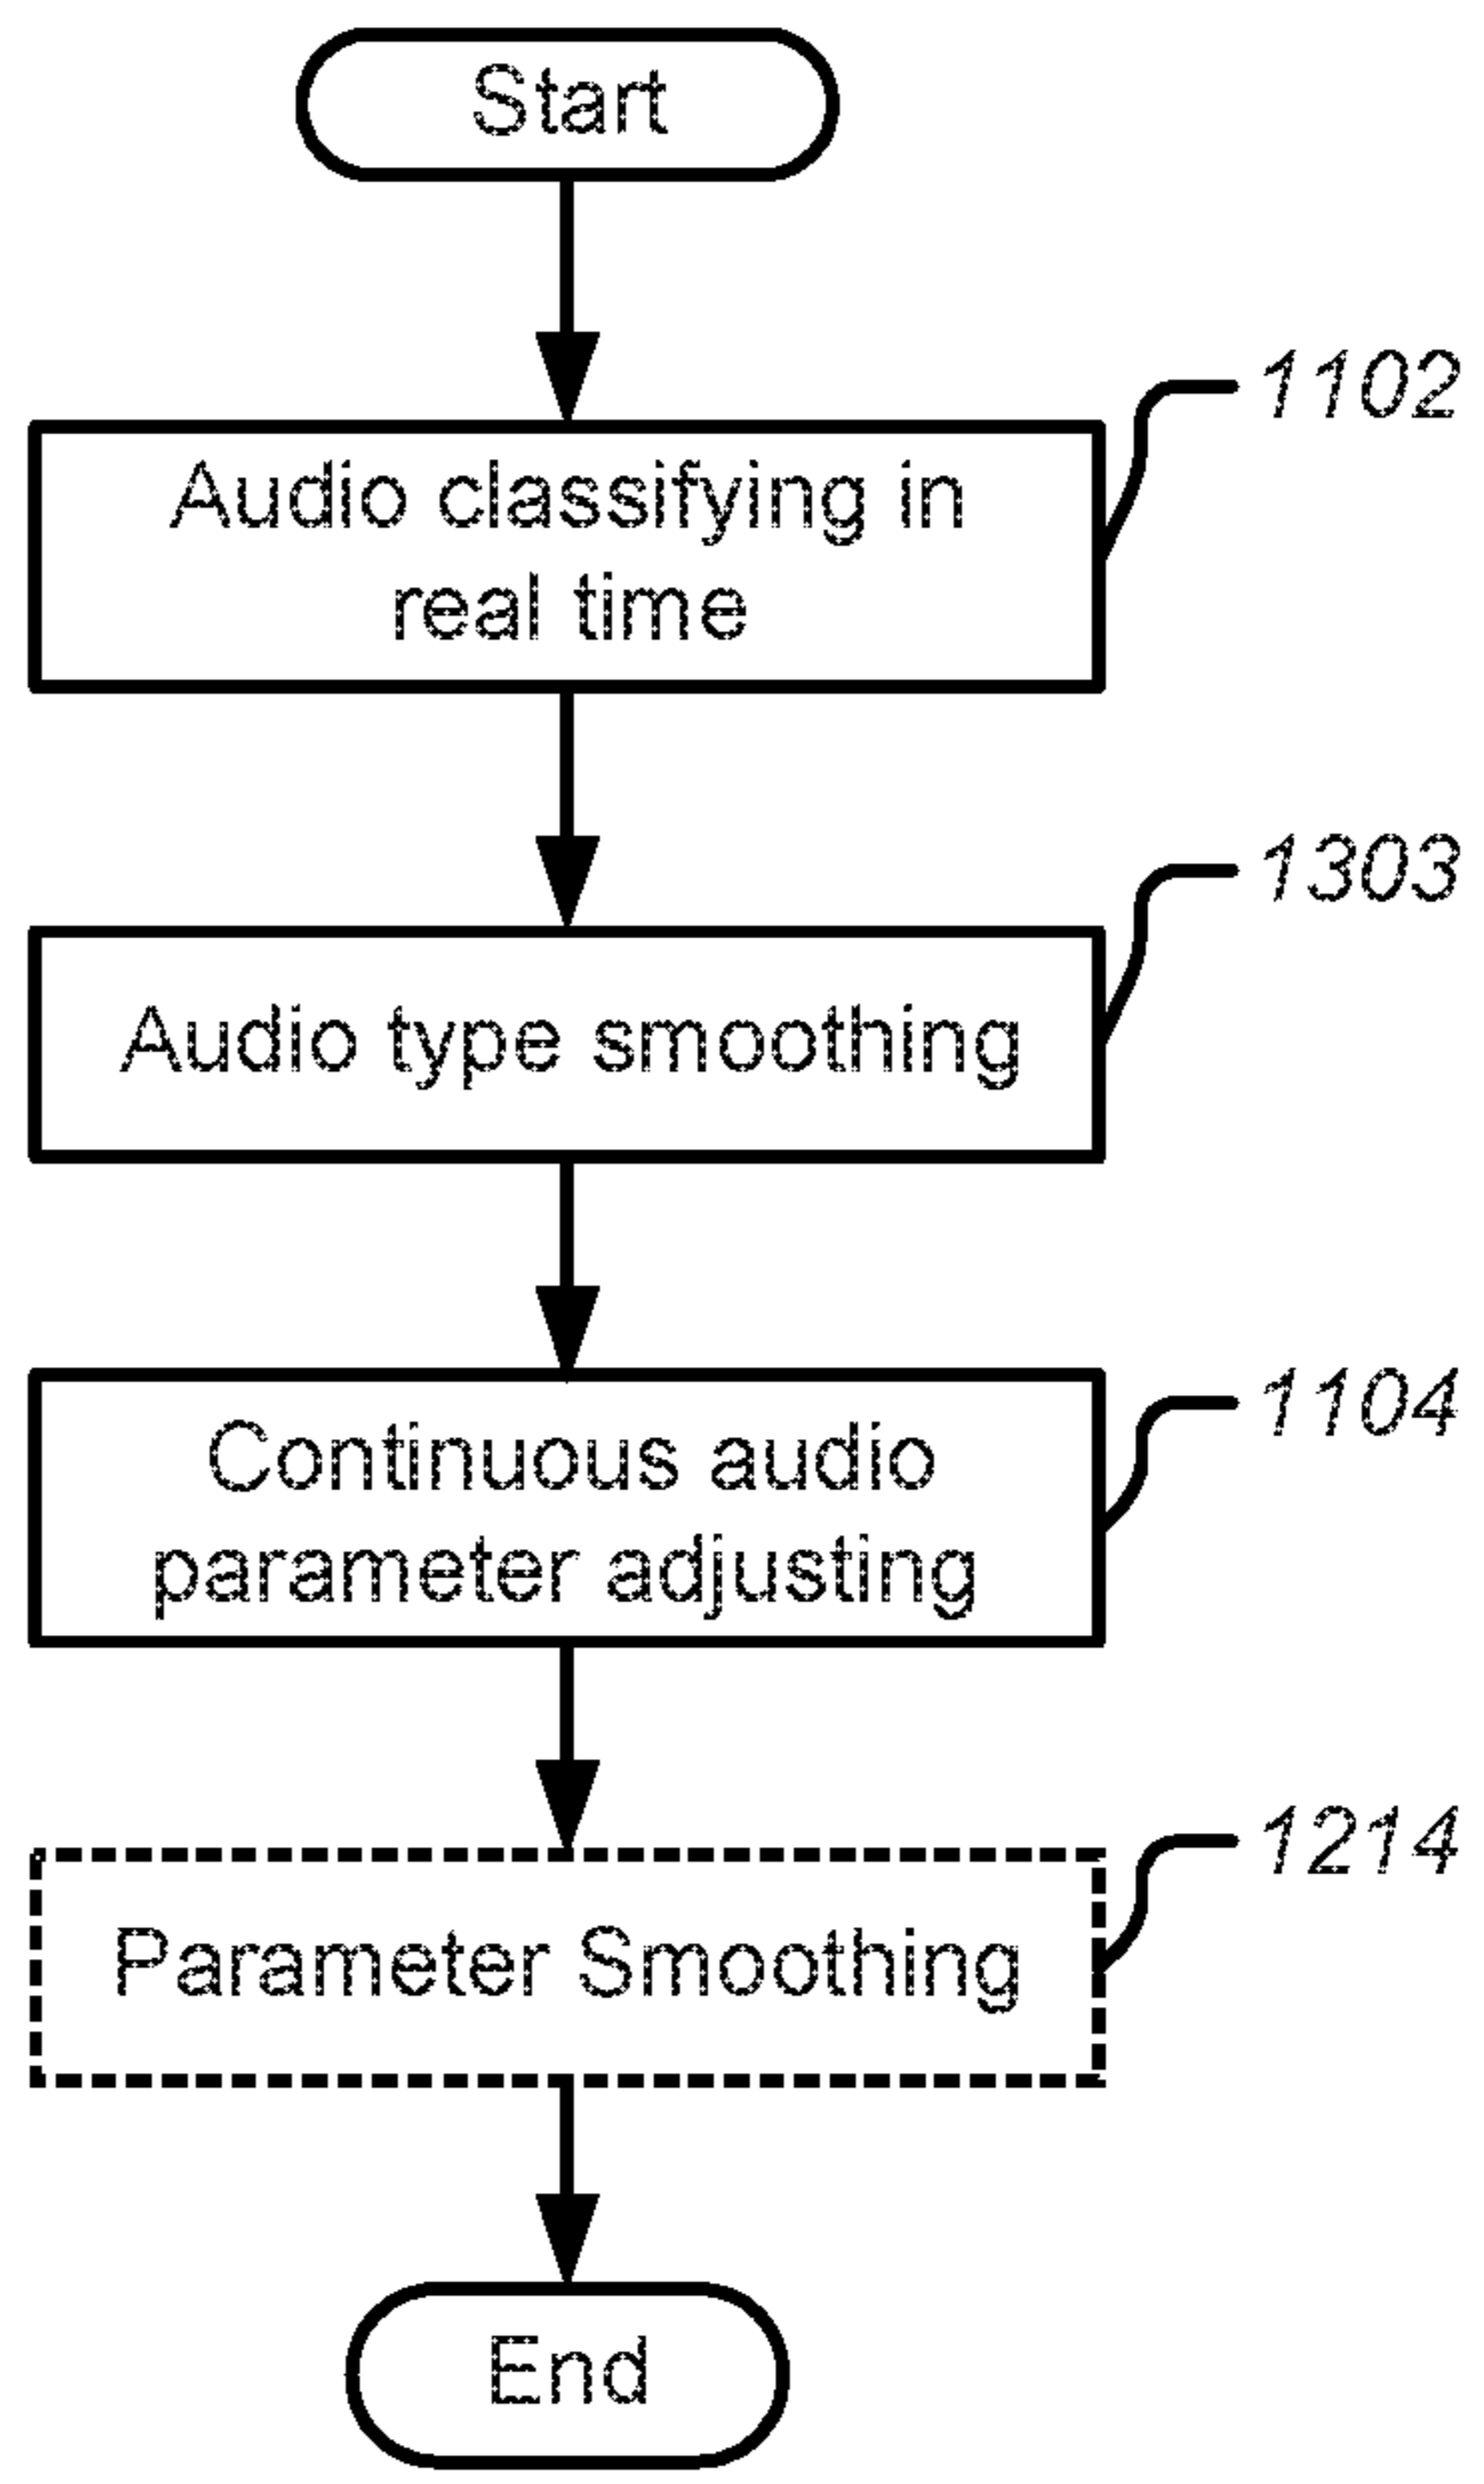 Start
1102
Audio classifying in
real time
1303
Audio type smoothing
1104
Continuous audio
parameter adjusting
1214
Parameter Smoothing
End